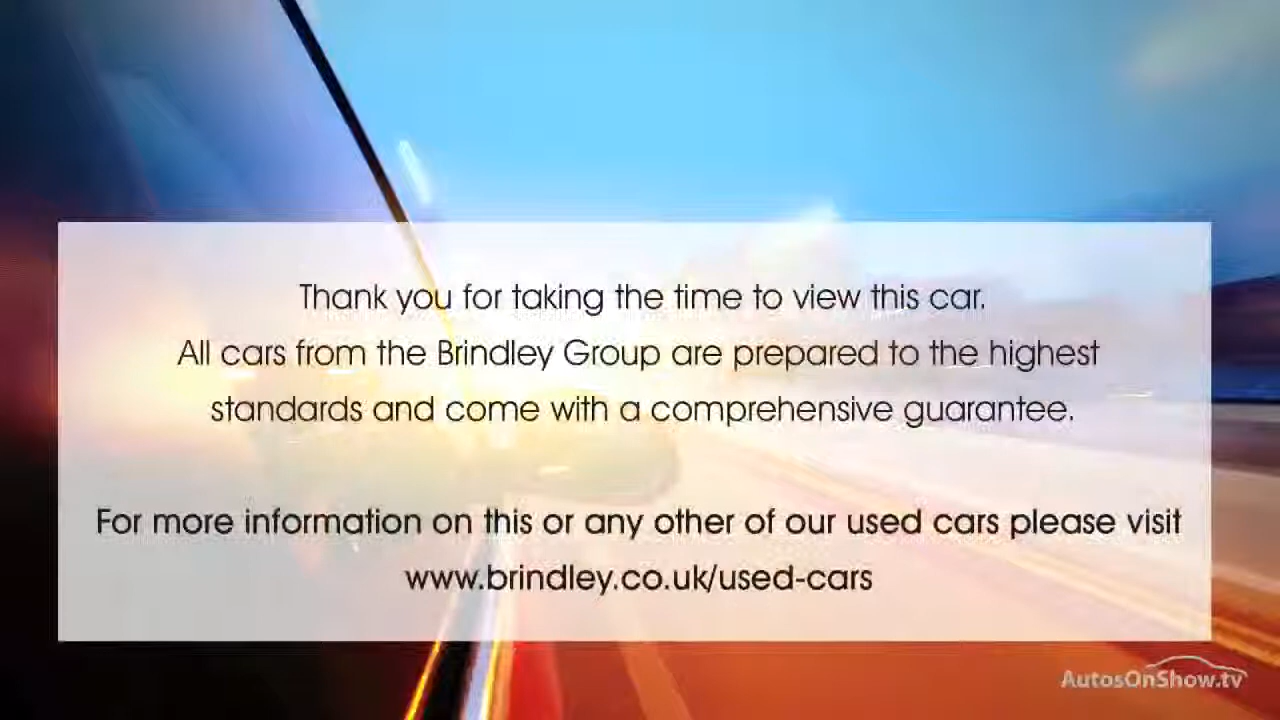 Thank you for taking the time to view this car.
All cars from the Brindley Group are prepared to the highest
standards and come with a comprehensive guarantee.
For more information on this or any other of our used cars please visit
www.brindley.co.uk/used-cars
AutosOnShow.tv